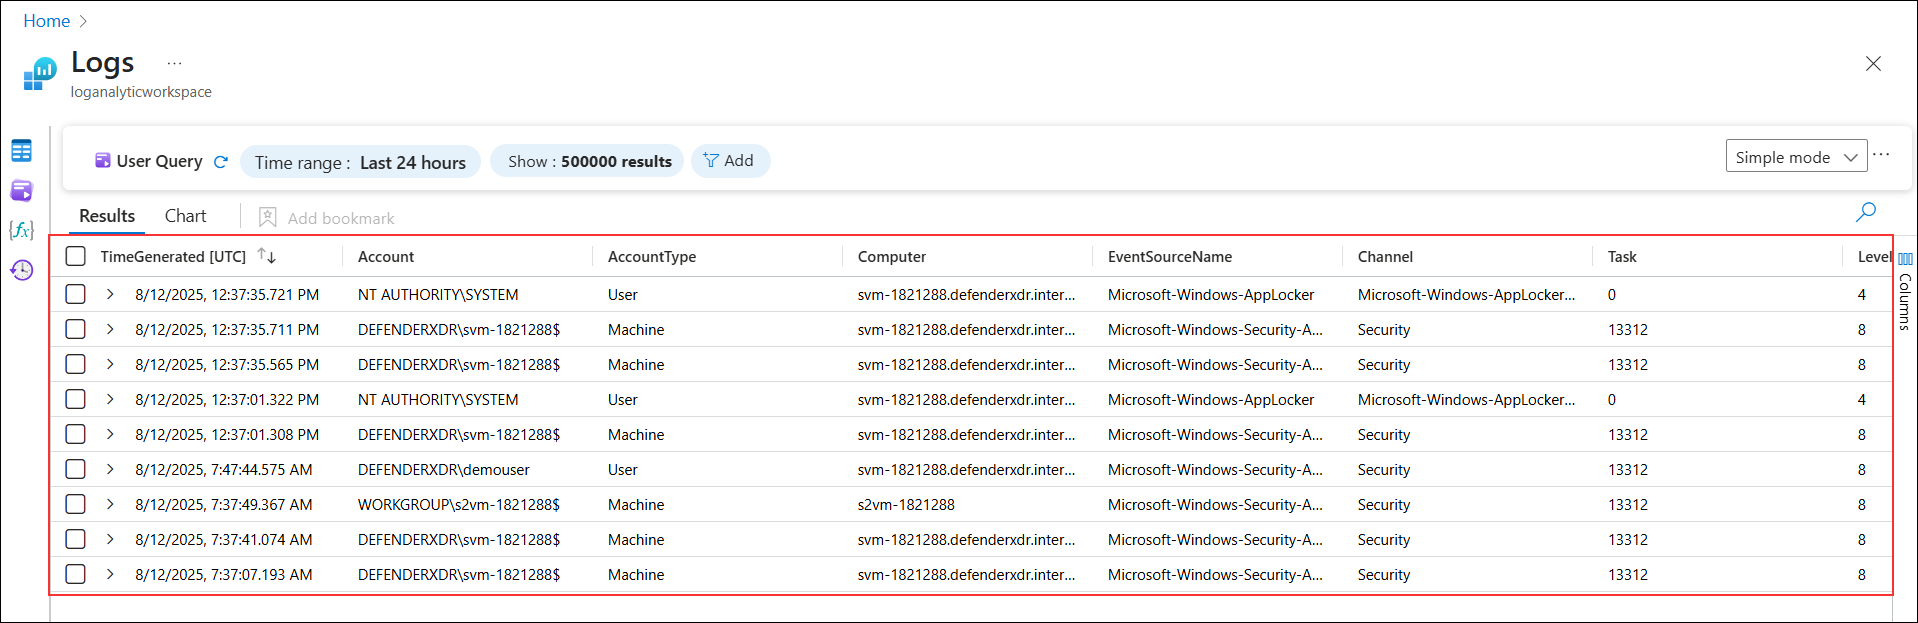 Home >
Logs ...
loganalyticworkspace
User Query Time range : Last 24 hours Show : 500000 results Add Simple mode ...
Results Chart Add bookmark
TimeGenerated [UTC] Account AccountType Computer EventSourceName Channel Task Level
8/12/2025, 12:37:35.721 PM NT AUTHORITY\SYSTEM User svm-1821288.defenderxdr.inter... Microsoft-Windows-AppLocker Microsoft-Windows-AppLocker... 0 4
8/12/2025, 12:37:35.711 PM DEFENDERXDR\svm-1821288$ Machine svm-1821288.defenderxdr.inter... Microsoft-Windows-Security-A... Security 13312 8
8/12/2025, 12:37:35.565 PM DEFENDERXDR\svm-1821288$ Machine svm-1821288.defenderxdr.inter... Microsoft-Windows-Security-A... Security 13312 8
8/12/2025, 12:37:01.322 PM NT AUTHORITY\SYSTEM User svm-1821288.defenderxdr.inter... Microsoft-Windows-AppLocker Microsoft-Windows-AppLocker... 0 4
8/12/2025, 12:37:01.308 PM DEFENDERXDR\svm-1821288$ Machine svm-1821288.defenderxdr.inter... Microsoft-Windows-Security-A... Security 13312 8
8/12/2025, 7:47:44.575 AM DEFENDERXDR\demouser User svm-1821288.defenderxdr.inter... Microsoft-Windows-Security-A... Security 13312 8
8/12/2025, 7:37:49.367 AM WORKGROUP\s2vm-1821288$ Machine s2vm-1821288 Microsoft-Windows-Security-A... Security 13312 8
8/12/2025, 7:37:41.074 AM DEFENDERXDR\svm-1821288$ Machine svm-1821288.defenderxdr.inter... Microsoft-Windows-Security-A... Security 13312 8
8/12/2025, 7:37:07.193 AM DEFENDERXDR\svm-1821288$ Machine svm-1821288.defenderxdr.inter... Microsoft-Windows-Security-A... Security 13312 8
Columns